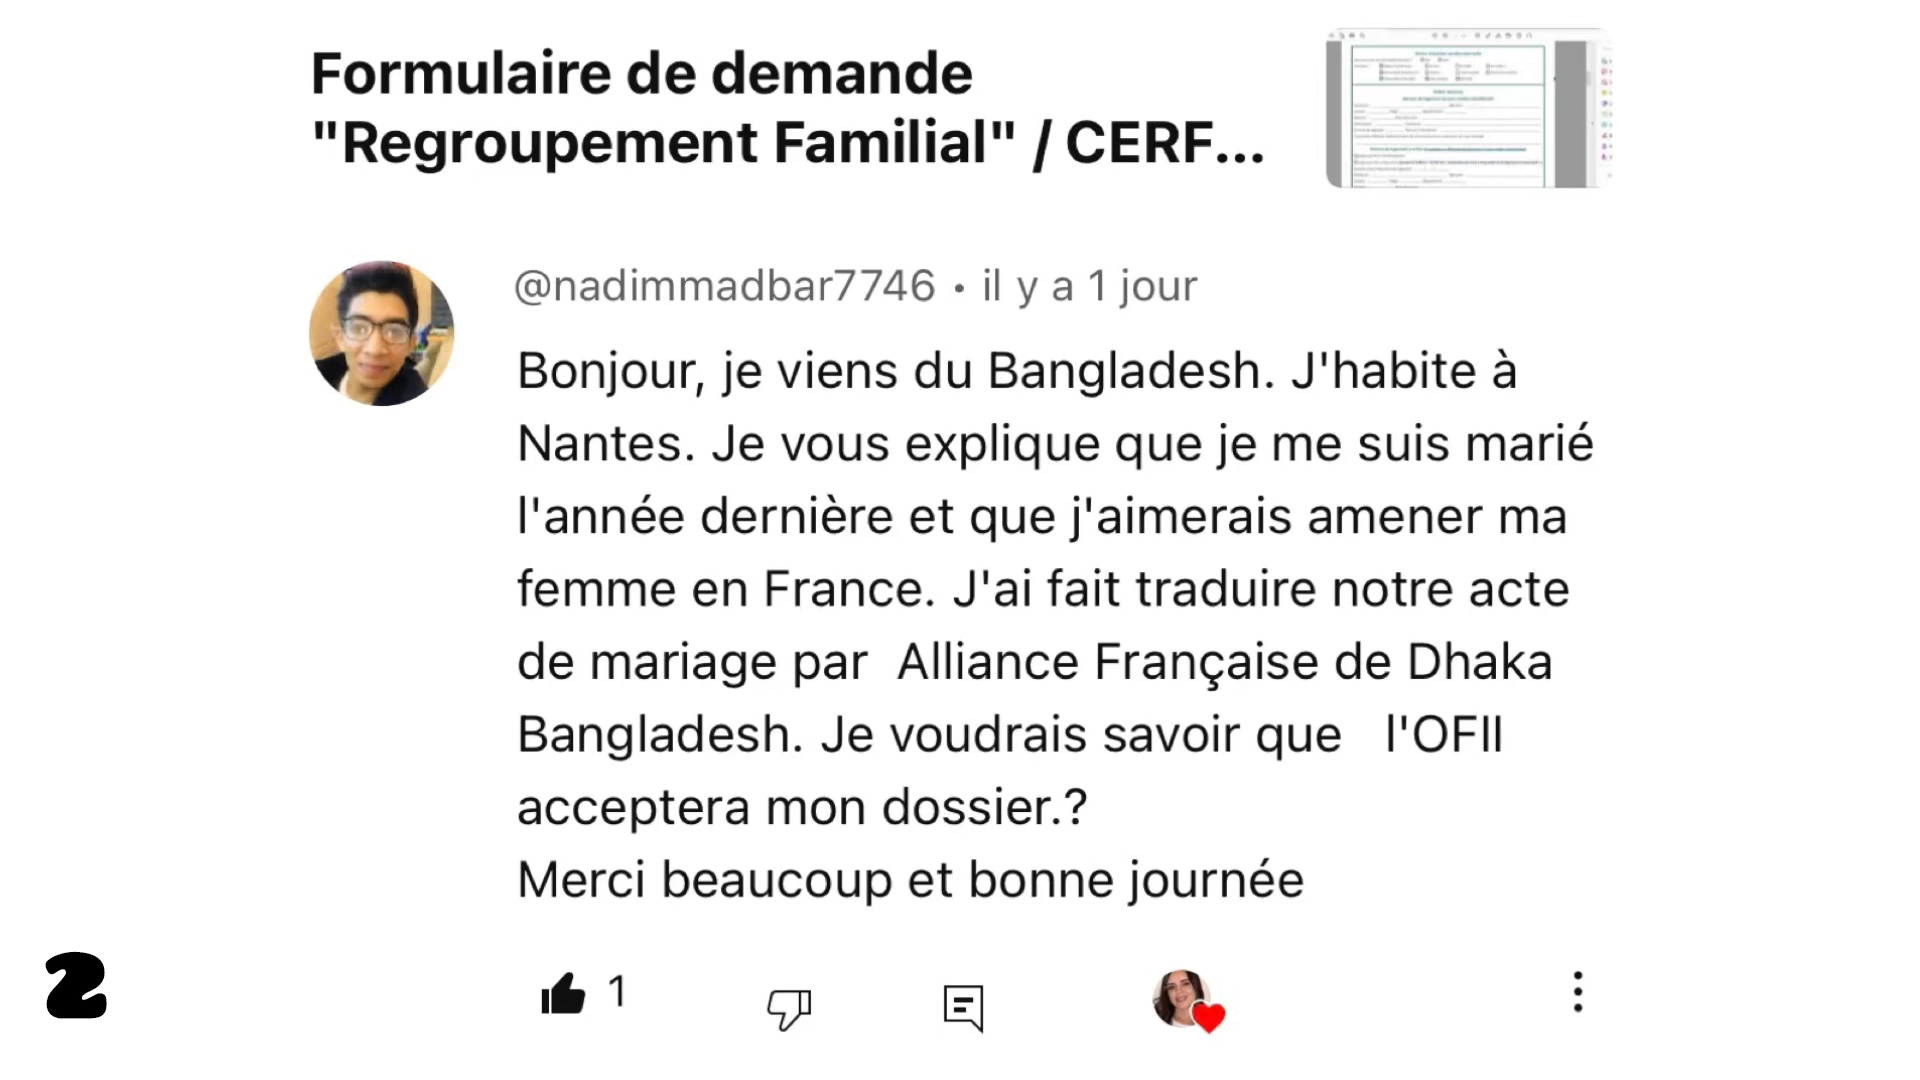 Formulaire de demande
"Regroupement Familial" / CERF...
@nadimmadbar7746 • il y a 1 jour
Bonjour, je viens du Bangladesh. J'habite à
Nantes. Je vous explique que je me suis marié
l'année dernière et que j'aimerais amener ma
femme en France. J'ai fait traduire notre acte
de mariage par Alliance Française de Dhaka
Bangladesh. Je voudrais savoir que l'OFII
acceptera mon dossier.?
Merci beaucoup et bonne journée
1
2